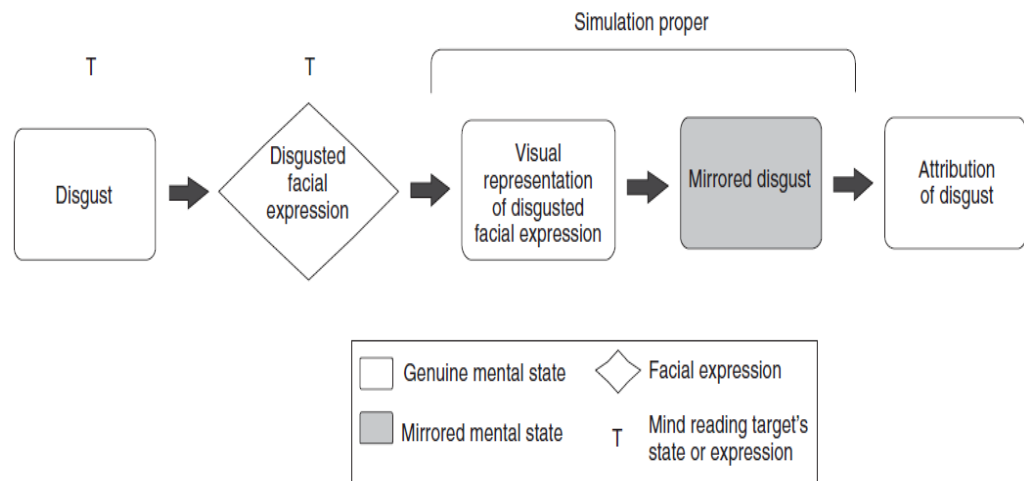 Simulation proper
T
T
Disgust
Disgusted
facial
expression
Visual
representation
of disgusted
facial expression
Mirrored disgust
Attribution
of disgust
Genuine mental state
Facial expression
Mirrored mental state
T
Mind reading target's
state or expression